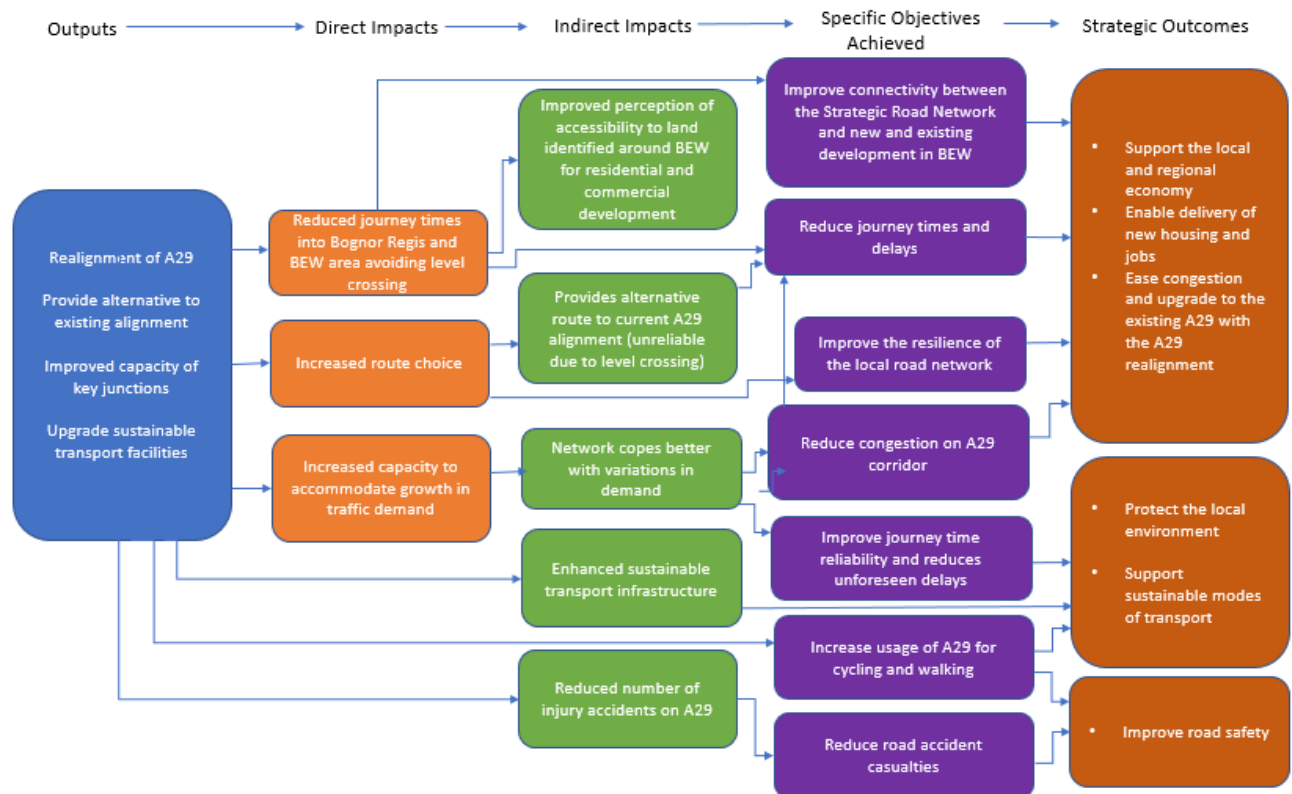 Outputs
Direct Impacts
Indirect Impacts
Specific Objectives
Achieved
Strategic Outcomes
Realignment of A29
Provide alternative to
existing alignment
Improved capacity of
key junctions
Upgrade sustainable
transport facilities
Reduced journey times
into Bognor Regis and
BEW area avoiding level
crossing
Increased route choice
Increased capacity to
accommodate growth in
traffic demand
Improved perception of
accessibility to land
identified around BEW
for residential and
commercial
development
Provides alternative
route to current A29
alignment (unreliable
due to level crossing)
Network copes better
with variations in
demand
Enhanced sustainable
transport infrastructure
Reduced number of
injury accidents on A29
Improve connectivity between
the Strategic Road Network
and new and existing
development in BEW
Reduce journey times and
delays
Improve the resilience of
the local road network
Reduce congestion on A29
corridor
Improve journey time
reliability and reduces
unforeseen delays
Increase usage of A29 for
cycling and walking
Reduce road accident
casualties
• Support the local
and regional
economy
• Enable delivery of
new housing and
jobs
• Ease congestion
and upgrade to the
existing A29 with
the A29
realignment
• Protect the local
environment
• Support
sustainable modes
of transport
• Improve road safety